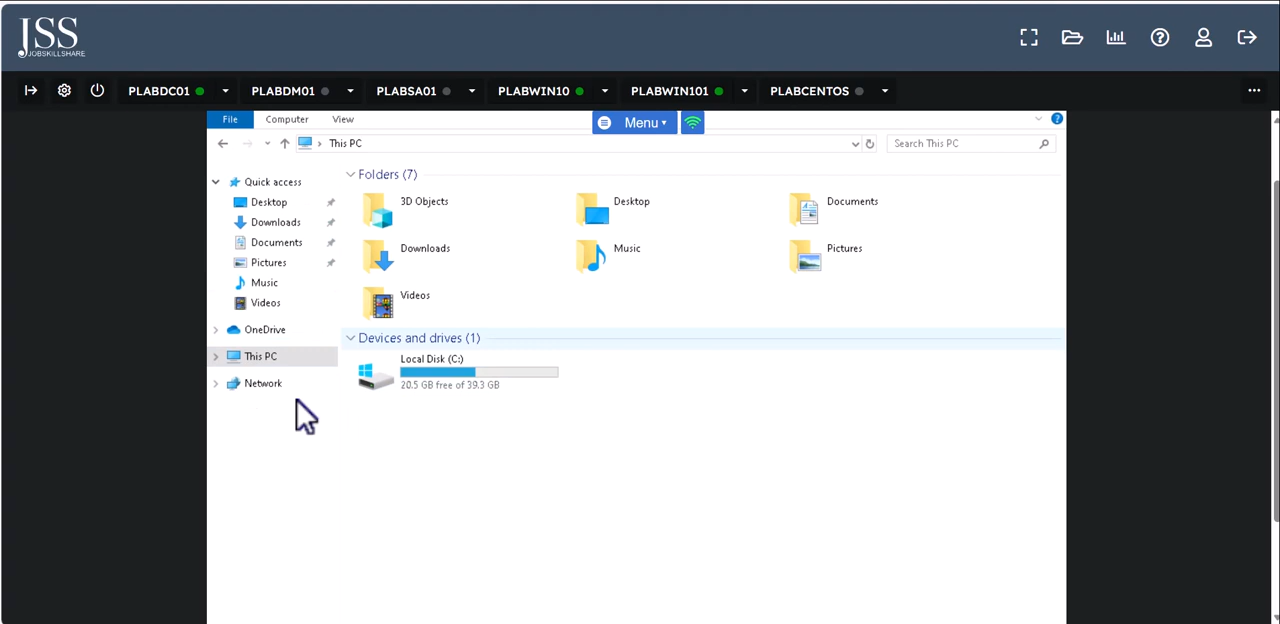 JSS
JOBSKILLSHARE
PLABDC01
PLABDM01
PLABSA01
PLABWIN10
PLABWIN101
PLABCENTOS
File
Computer
View
Menu
This PC
Search This PC
Quick access
Desktop
Downloads
Documents
Pictures
Music
Videos
OneDrive
This PC
Network
Folders (7)
3D Objects
Desktop
Documents
Downloads
Music
Pictures
Videos
Devices and drives (1)
Local Disk (C:)
20.5 GB free of 39.3 GB